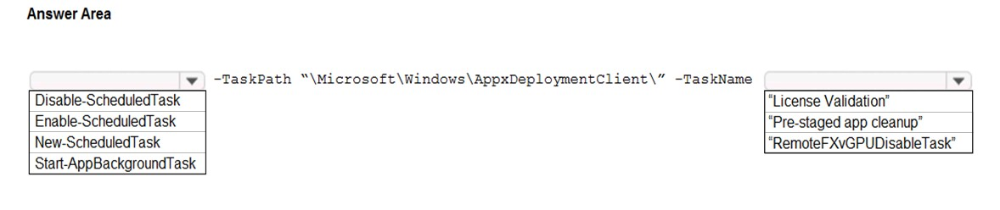 Answer Area
-TaskPath “\Microsoft\Windows\AppxDeploymentClient\” -TaskName
Disable-ScheduledTask
Enable-ScheduledTask
New-ScheduledTask
Start-AppBackgroundTask
“License Validation”
“Pre-staged app cleanup”
“RemoteFXvGPUDisableTask”